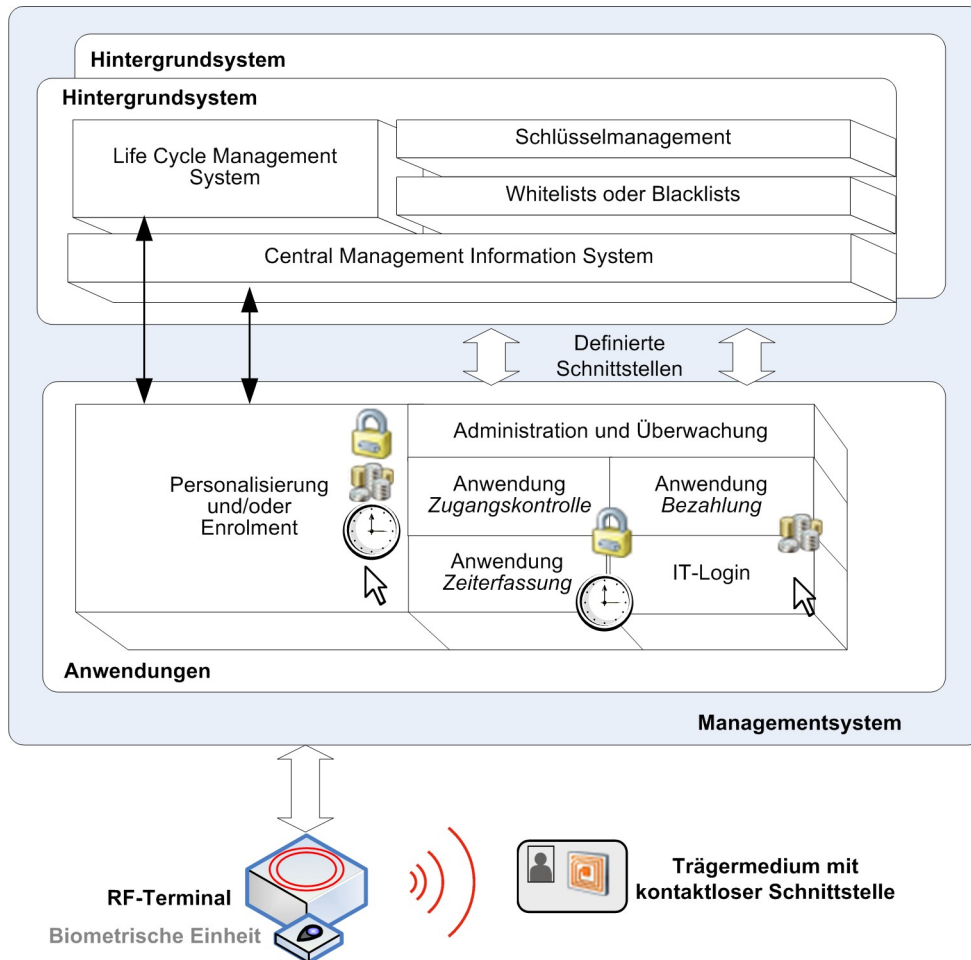 Hintergrundsystem
Hintergrundsystem
Life Cycle Management
System
Schlüsselmanagement
Whitelists oder Blacklists
Central Management Information System
Definierte
Schnittstellen
Administration und Überwachung
Personalisierung
und/oder
Enrolment
Anwendung
Zugangskontrolle
Anwendung
Bezahlung
Anwendung
Zeiterfassung
IT-Login
Anwendungen
Managementsystem
RF-Terminal
Biometrische Einheit
Trägermedium mit
kontaktloser Schnittstelle